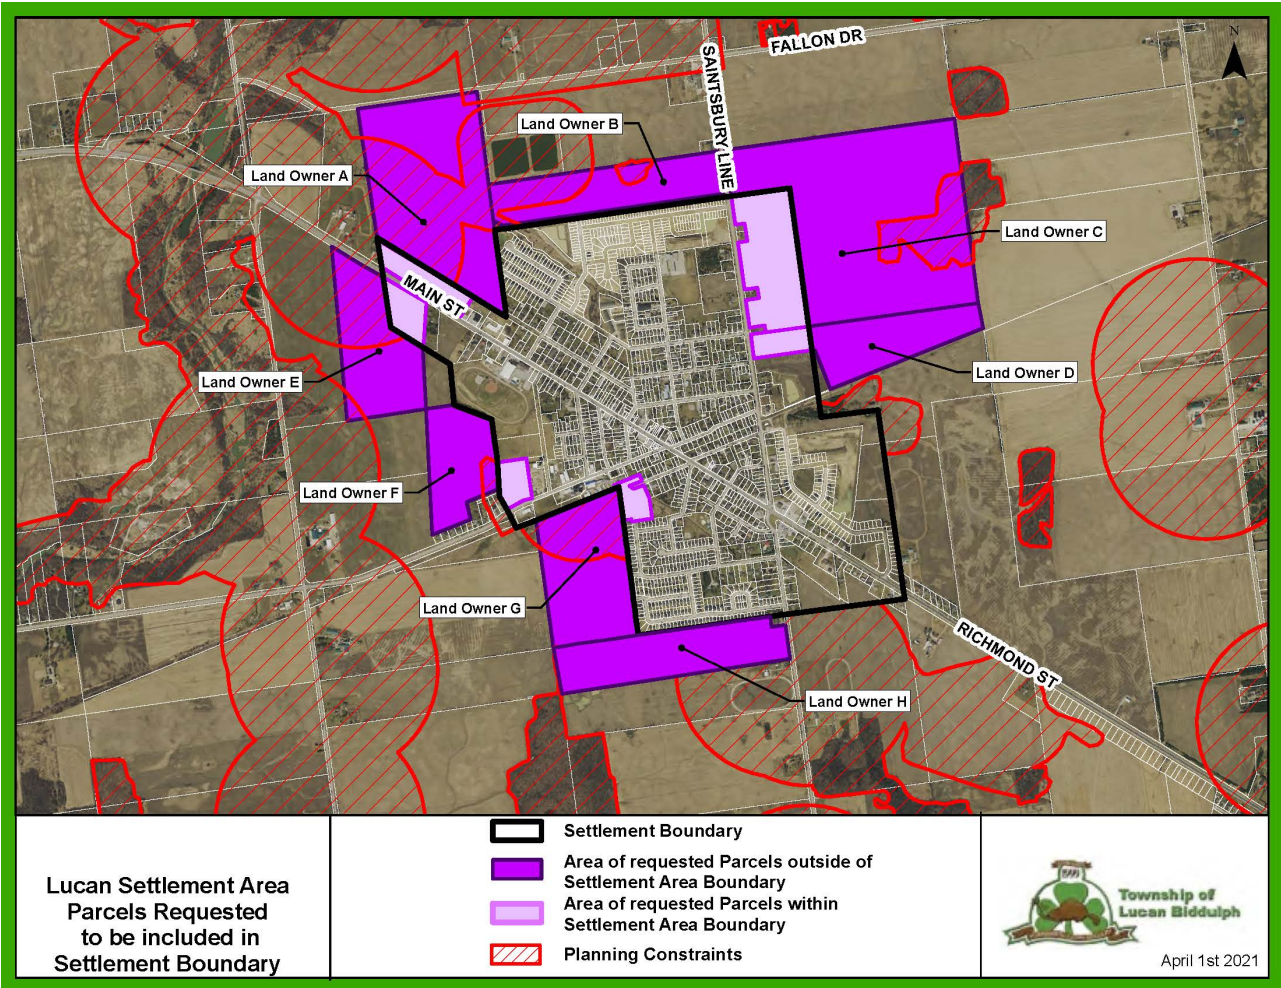 FALLON DR
SAINTSBURY LINE
N
Land Owner B
Land Owner A
Land Owner C
MAIN ST
Land Owner E
Land Owner D
Land Owner F
Land Owner G
RICHMOND ST
Land Owner H
Lucan Settlement Area
Parcels Requested
to be included in
Settlement Boundary
Settlement Boundary
Area of requested Parcels outside of
Settlement Area Boundary
Area of requested Parcels within
Settlement Area Boundary
Planning Constraints
Township of
Lucan Biddulph
April 1st 2021